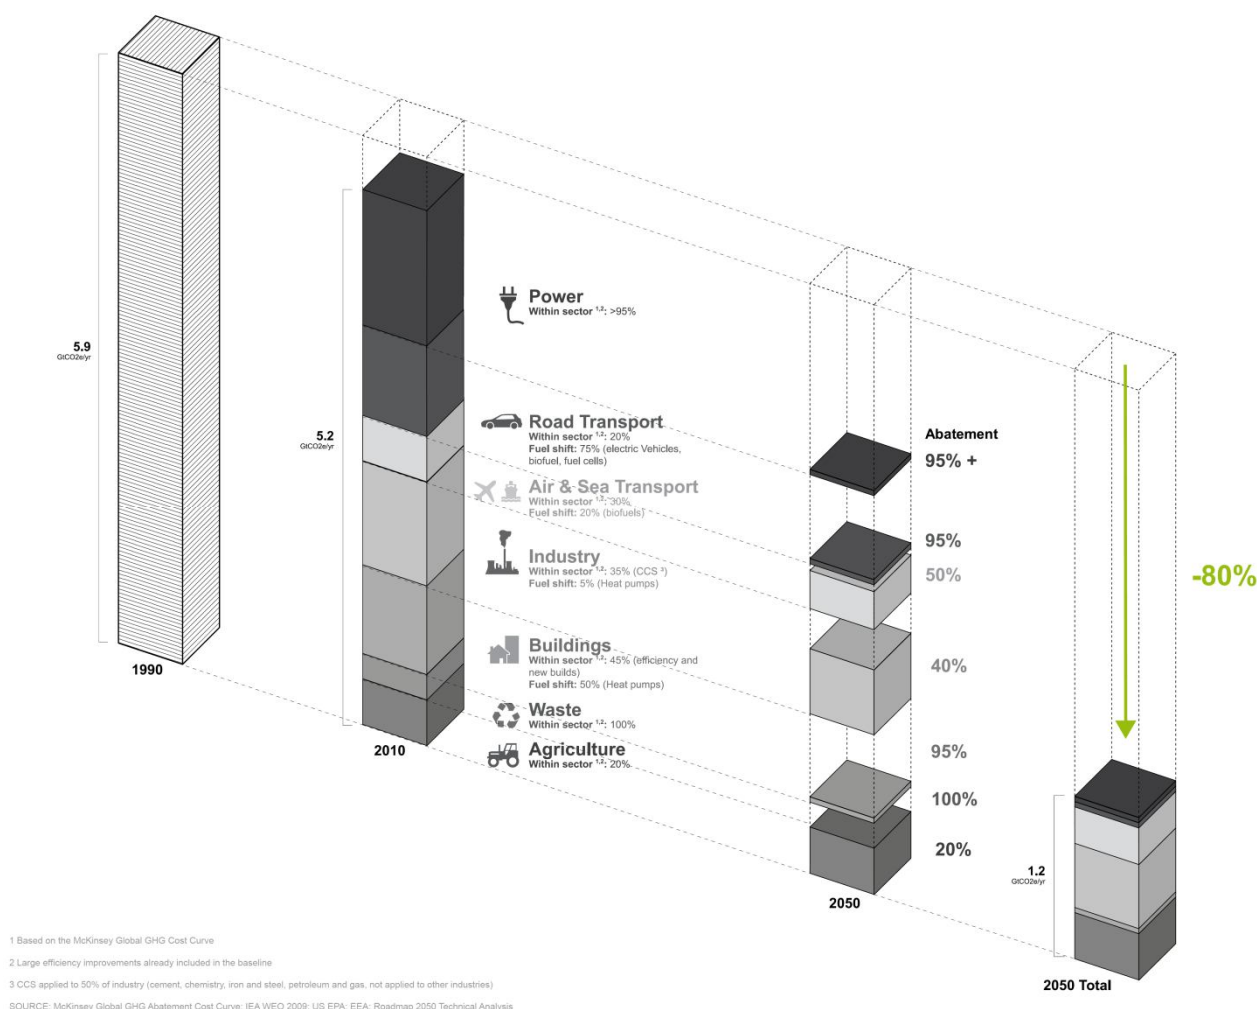 5.9
GtCO2e/yr
1990
5.2
GtCO2e/yr
2010
Power
Within sector 1,2: >95%
Road Transport
Within sector 1,2: 20%
Fuel shift: 75% (electric Vehicles,
biofuel, fuel cells)
Air & Sea Transport
Within sector 1,2: 30%
Fuel shift: 20% (biofuels)
Industry
Within sector 1,2: 35% (CCS 3)
Fuel shift: 5% (Heat pumps)
Buildings
Within sector 1,2: 45% (efficiency and
new builds)
Fuel shift: 50% (Heat pumps)
Waste
Within sector 1,2: 100%
Agriculture
Within sector 1,2: 20%
Abatement
95% +
95%
50%
40%
95%
100%
20%
2050
-80%
1.2
GtCO2e/yr
2050 Total
1 Based on the McKinsey Global GHG Cost Curve
2 Large efficiency improvements already included in the baseline
3 CCS applied to 50% of industry (cement, chemistry, iron and steel, petroleum and gas, not applied to other industries)
SOURCE: McKinsey Global GHG Abatement Cost Curve; IEA WEO 2009; US EPA; EEA; Roadmap 2050 Technical Analysis